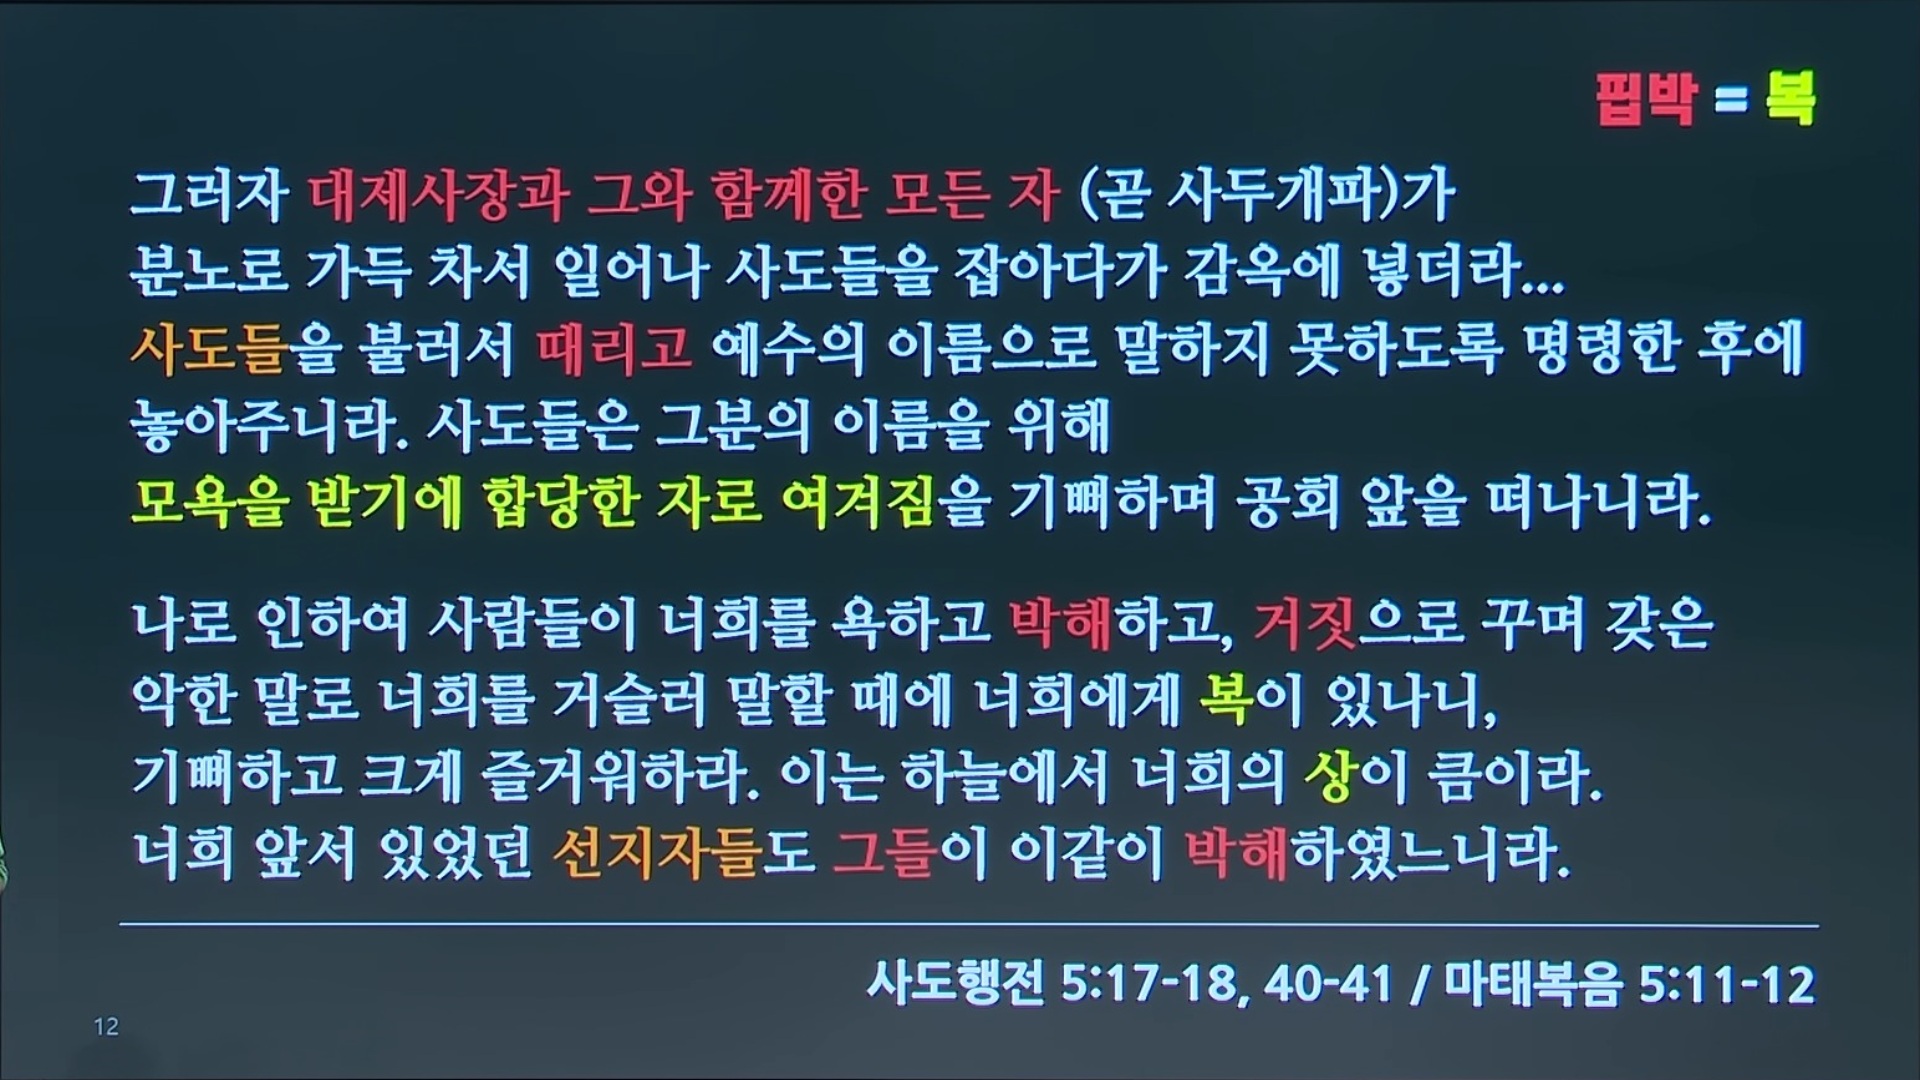 핍박 = 복
그러자 대제사장과 그와 함께한 모든 자 (곧 사두개파)가
분노로 가득 차서 일어나 사도들을 잡아다가 감옥에 넣더라...
사도들을 불러서 때리고 예수의 이름으로 말하지 못하도록 명령한 후에
놓아주니라. 사도들은 그분의 이름을 위해
모욕을 받기에 합당한 자로 여겨짐을 기뻐하며 공회 앞을 떠나니라.
나로 인하여 사람들이 너희를 욕하고 박해하고, 거짓으로 꾸며 갖은
악한 말로 너희를 거슬러 말할 때에 너희에게 복이 있나니,
기뻐하고 크게 즐거워하라. 이는 하늘에서 너희의 상이 큼이라.
너희 앞서 있었던 선지자들도 그들이 이같이 박해하였느니라.
사도행전 5:17-18, 40-41 / 마태복음 5:11-12
12